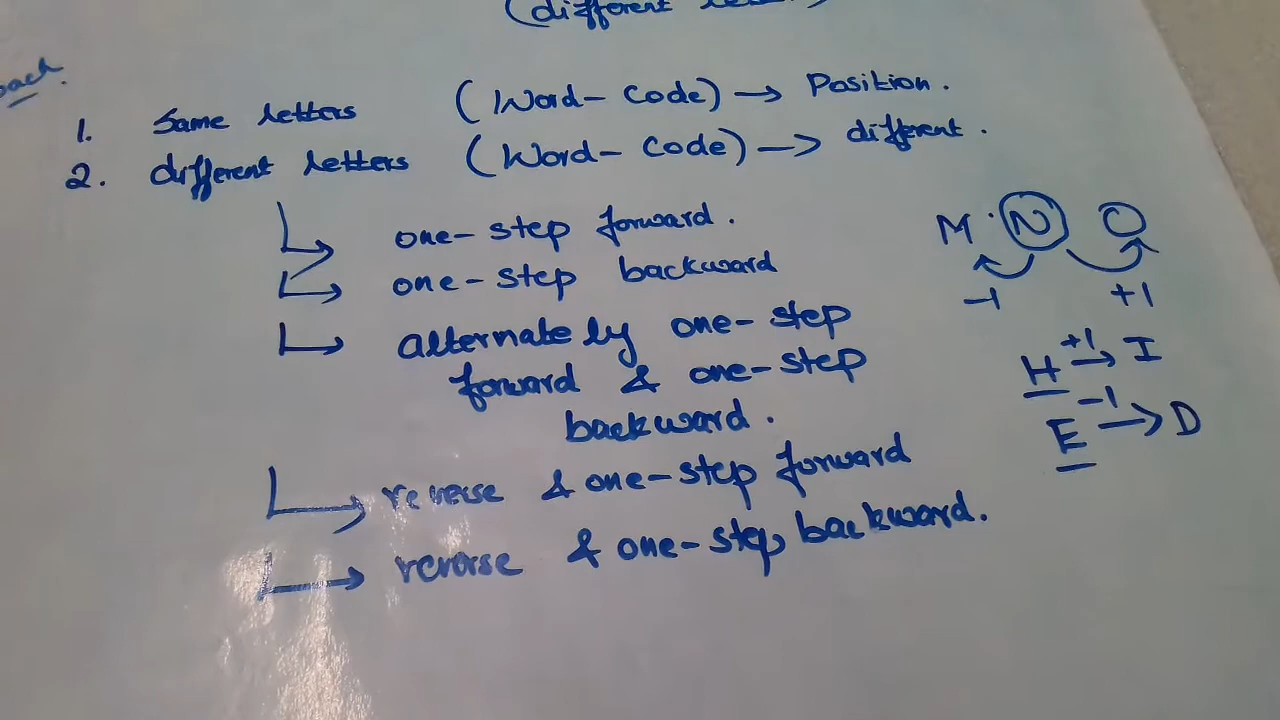 (different
1. Same letters (Word - Code) → Position.
2. different letters (Word - Code) → different.
one-step forward.
one-step backward
alternately one-step
forward & one-step
backward.
reverse & one-step forward
reverse & one-step backward.
M . N O
-1 +1
H +1 → I
E -1 → D